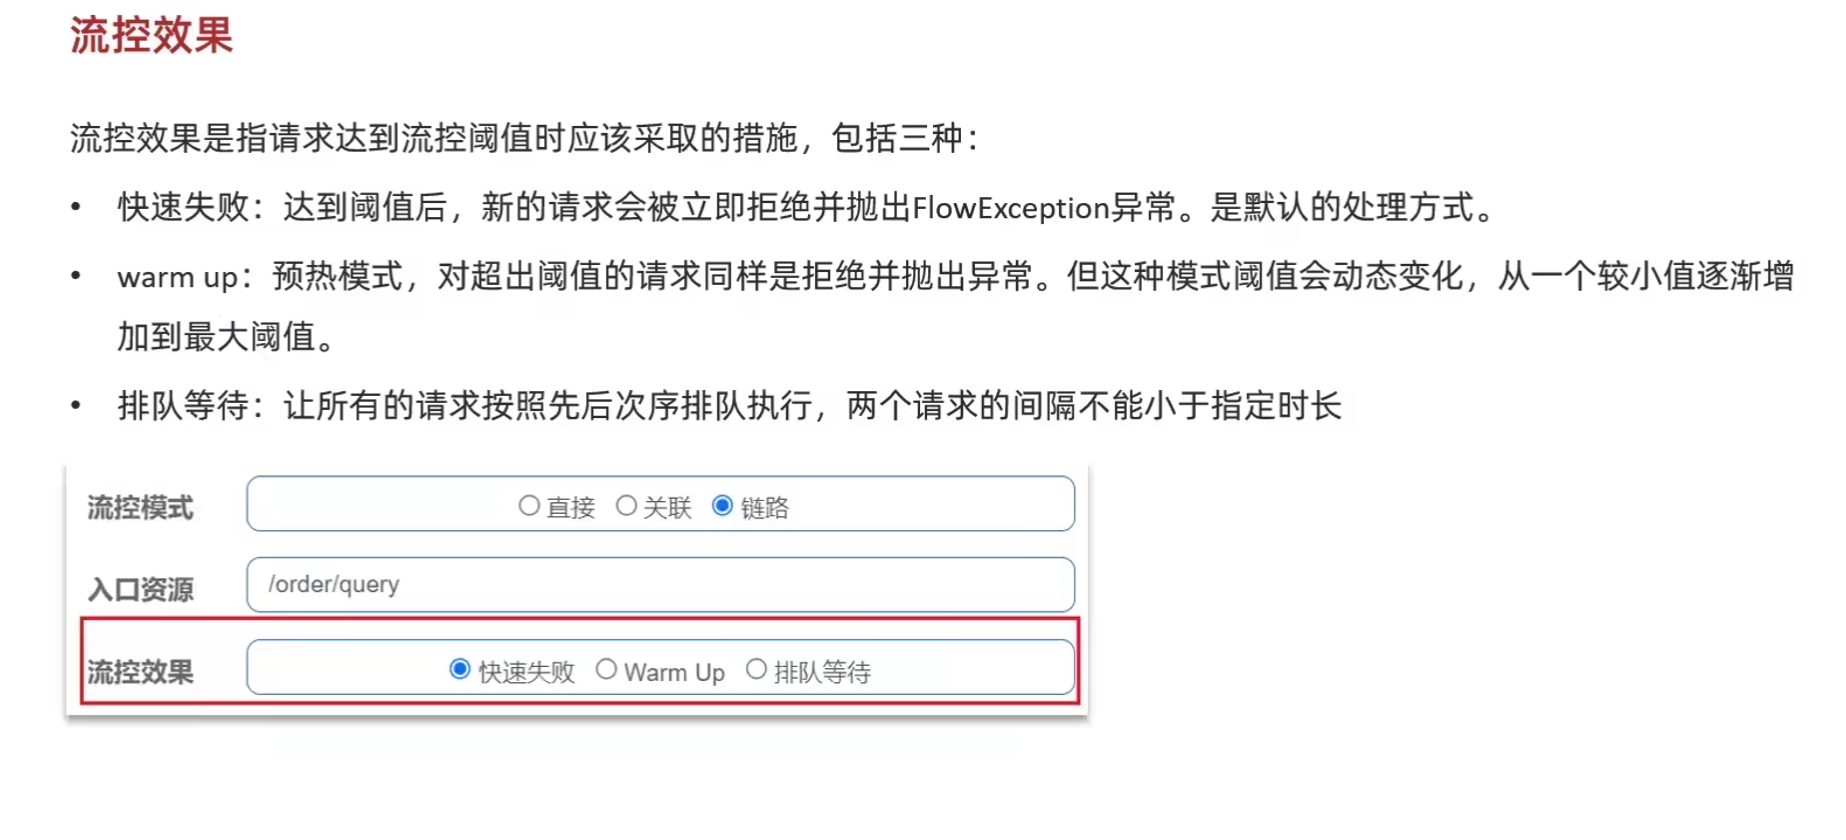 流控效果
流控效果是指请求达到流控阈值时应该采取的措施，包括三种：
• 快速失败：达到阈值后，新的请求会被立即拒绝并抛出FlowException异常。是默认的处理方式。
• warm up：预热模式，对超出阈值的请求同样是拒绝并抛出异常。但这种模式阈值会动态变化，从一个较小值逐渐增
加到最大阈值。
• 排队等待：让所有的请求按照先后次序排队执行，两个请求的间隔不能小于指定时长
流控模式 直接 关联 链路
入口资源 /order/query
流控效果 快速失败 Warm Up 排队等待